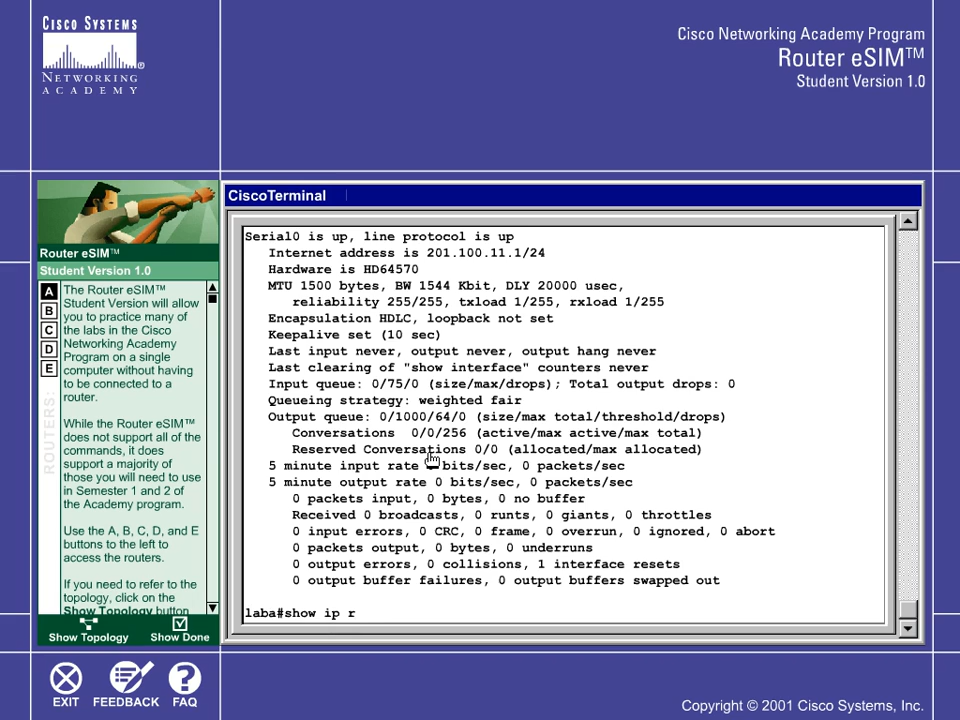 CISCO SYSTEMS
NETWORKING
ACADEMY
Cisco Networking Academy Program
Router eSIM™
Student Version 1.0
Router eSIM™
Student Version 1.0
A
B
C
D
E
ROUTERS:
The Router eSIM™
Student Version will allow
you to practice many of
the labs in the Cisco
Networking Academy
Program on a single
computer without having
to be connected to a
router.
While the Router eSIM™
does not support all of the
commands, it does
support a majority of
those you will need to use
in Semester 1 and 2 of
the Academy program.
Use the A, B, C, D, and E
buttons to the left to
access the routers.
If you need to refer to the
topology, click on the
Show Topology button
Show Topology
Show Done
CiscoTerminal
Serial0 is up, line protocol is up
Internet address is 201.100.11.1/24
Hardware is HD64570
MTU 1500 bytes, BW 1544 Kbit, DLY 20000 usec,
reliability 255/255, txload 1/255, rxload 1/255
Encapsulation HDLC, loopback not set
Keepalive set (10 sec)
Last input never, output never, output hang never
Last clearing of "show interface" counters never
Input queue: 0/75/0 (size/max/drops); Total output drops: 0
Queueing strategy: weighted fair
Output queue: 0/1000/64/0 (size/max total/threshold/drops)
Conversations 0/0/256 (active/max active/max total)
Reserved Conversations 0/0 (allocated/max allocated)
5 minute input rate bits/sec, 0 packets/sec
5 minute output rate 0 bits/sec, 0 packets/sec
0 packets input, 0 bytes, 0 no buffer
Received 0 broadcasts, 0 runts, 0 giants, 0 throttles
0 input errors, 0 CRC, 0 frame, 0 overrun, 0 ignored, 0 abort
0 packets output, 0 bytes, 0 underruns
0 output errors, 0 collisions, 1 interface resets
0 output buffer failures, 0 output buffers swapped out
laba#show ip r
EXIT
FEEDBACK
FAQ
Copyright © 2001 Cisco Systems, Inc.